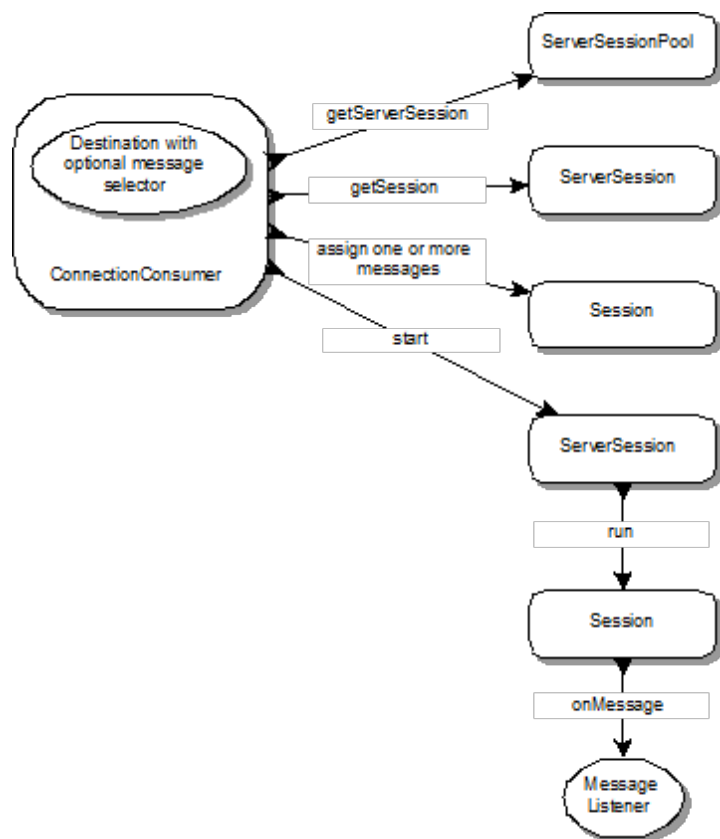 ServerSessionPool
getServerSession
Destination with
optional message
selector
ServerSession
getSession
assign one or more
messages
ConnectionConsumer
Session
start
ServerSession
run
Session
onMessage
Message
Listener